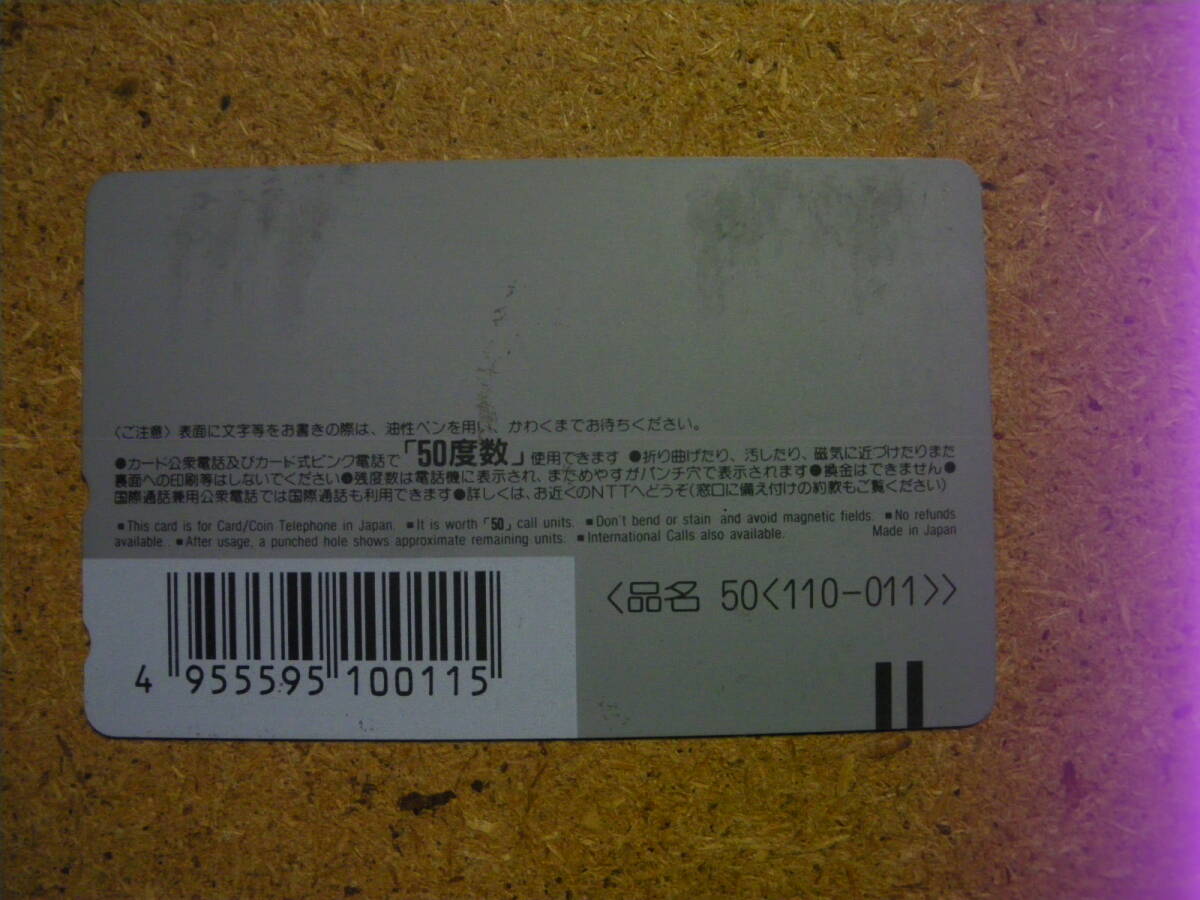 〈ご注意〉表面に文字等をお書きの際は、油性ペンを用い、かわくまでお待ちください。
●カード公衆電話及びカード式ピンク電話で「50度数」使用できます ●折り曲げたり、汚したり、磁気に近づけたりまた
裏面への印刷等はしないでください●残度数は電話機に表示され、まためやすがパンチ穴で表示されます●換金はできません●
国際通話兼用公衆電話では国際通話も利用できます●詳しくは、お近くのNTTへどうぞ(窓口に備え付けの約款もご覧ください)
■This card is for Card/Coin Telephone in Japan. ■It is worth「50」call units. ■Don't bend or stain and avoid magnetic fields. ■No refunds
available. ■After usage, a punched hole shows approximate remaining units. ■International Calls also available. Made in Japan
<品名 50<110-011>>
4 955595 100115